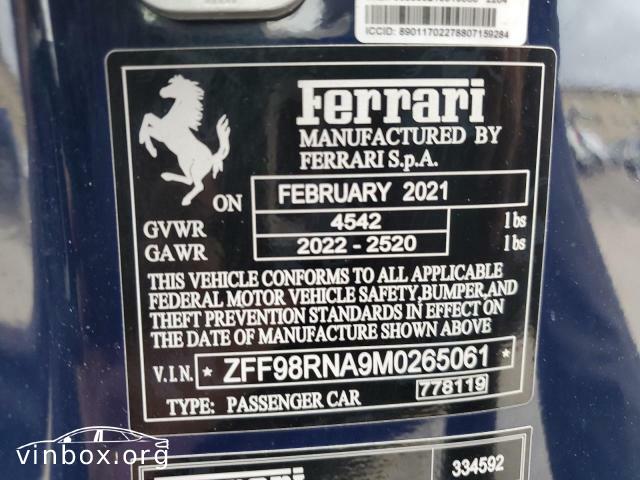 ICCID: 89011702278807159284
Ferrari
MANUFACTURED BY
FERRARI S.p.A.
ON FEBRUARY 2021
GVWR 4542 lbs
GAWR 2022 - 2520 lbs
THIS VEHICLE CONFORMS TO ALL APPLICABLE
FEDERAL MOTOR VEHICLE SAFETY,BUMPER,AND
THEFT PREVENTION STANDARDS IN EFFECT ON
THE DATE OF MANUFACTURE SHOWN ABOVE
V.I.N. * ZFF98RNA9M0265061 *
778119
TYPE: PASSENGER CAR
vinbox.org
Ferrari
334592